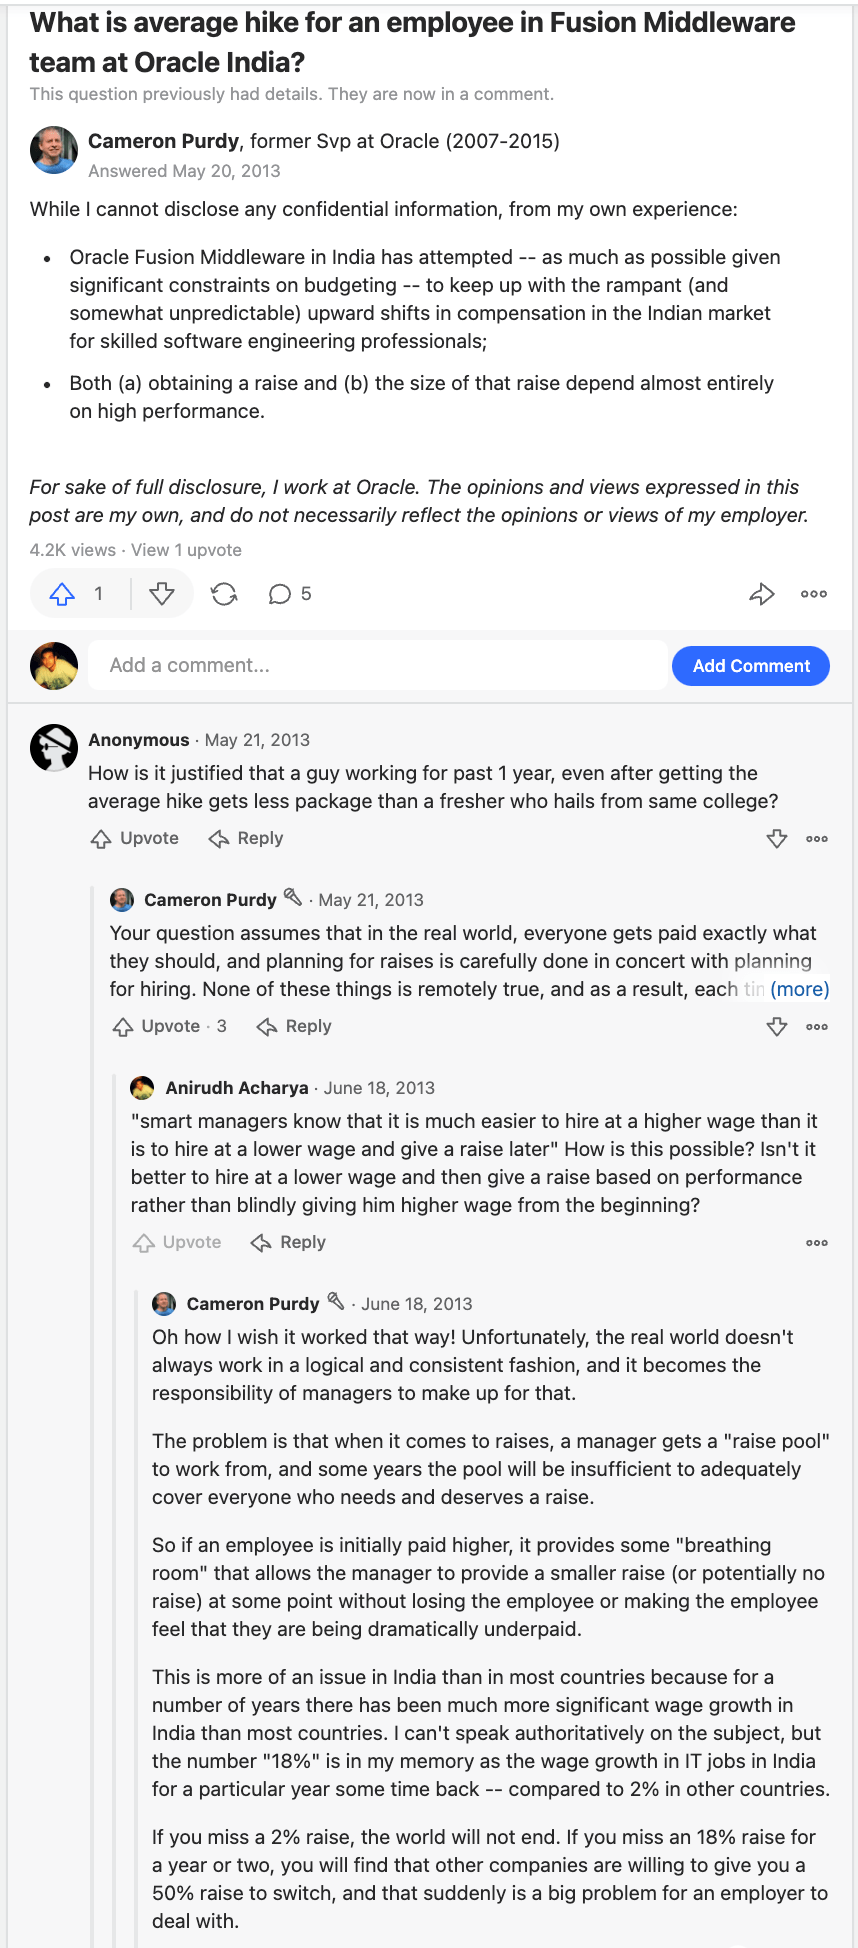 What is average hike for an employee in Fusion Middleware
team at Oracle India?
This question previously had details. They are now in a comment.
Cameron Purdy, former Svp at Oracle (2007-2015)
Answered May 20, 2013
While I cannot disclose any confidential information, from my own experience:
• Oracle Fusion Middleware in India has attempted -- as much as possible given
significant constraints on budgeting -- to keep up with the rampant (and
somewhat unpredictable) upward shifts in compensation in the Indian market
for skilled software engineering professionals;
• Both (a) obtaining a raise and (b) the size of that raise depend almost entirely
on high performance.
For sake of full disclosure, I work at Oracle. The opinions and views expressed in this
post are my own, and do not necessarily reflect the opinions or views of my employer.
4.2K views · View 1 upvote
1 5
Add a comment... Add Comment
Anonymous · May 21, 2013
How is it justified that a guy working for past 1 year, even after getting the
average hike gets less package than a fresher who hails from same college?
Upvote Reply
Cameron Purdy · May 21, 2013
Your question assumes that in the real world, everyone gets paid exactly what
they should, and planning for raises is carefully done in concert with planning
for hiring. None of these things is remotely true, and as a result, each (more)
Upvote · 3 Reply
Anirudh Acharya · June 18, 2013
"smart managers know that it is much easier to hire at a higher wage than it
is to hire at a lower wage and give a raise later" How is this possible? Isn't it
better to hire at a lower wage and then give a raise based on performance
rather than blindly giving him higher wage from the beginning?
Upvote Reply
Cameron Purdy · June 18, 2013
Oh how I wish it worked that way! Unfortunately, the real world doesn't
always work in a logical and consistent fashion, and it becomes the
responsibility of managers to make up for that.
The problem is that when it comes to raises, a manager gets a "raise pool"
to work from, and some years the pool will be insufficient to adequately
cover everyone who needs and deserves a raise.
So if an employee is initially paid higher, it provides some "breathing
room" that allows the manager to provide a smaller raise (or potentially no
raise) at some point without losing the employee or making the employee
feel that they are being dramatically underpaid.
This is more of an issue in India than in most countries because for a
number of years there has been much more significant wage growth in
India than most countries. I can't speak authoritatively on the subject, but
the number "18%" is in my memory as the wage growth in IT jobs in India
for a particular year some time back -- compared to 2% in other countries.
If you miss a 2% raise, the world will not end. If you miss an 18% raise for
a year or two, you will find that other companies are willing to give you a
50% raise to switch, and that suddenly is a big problem for an employer to
deal with.